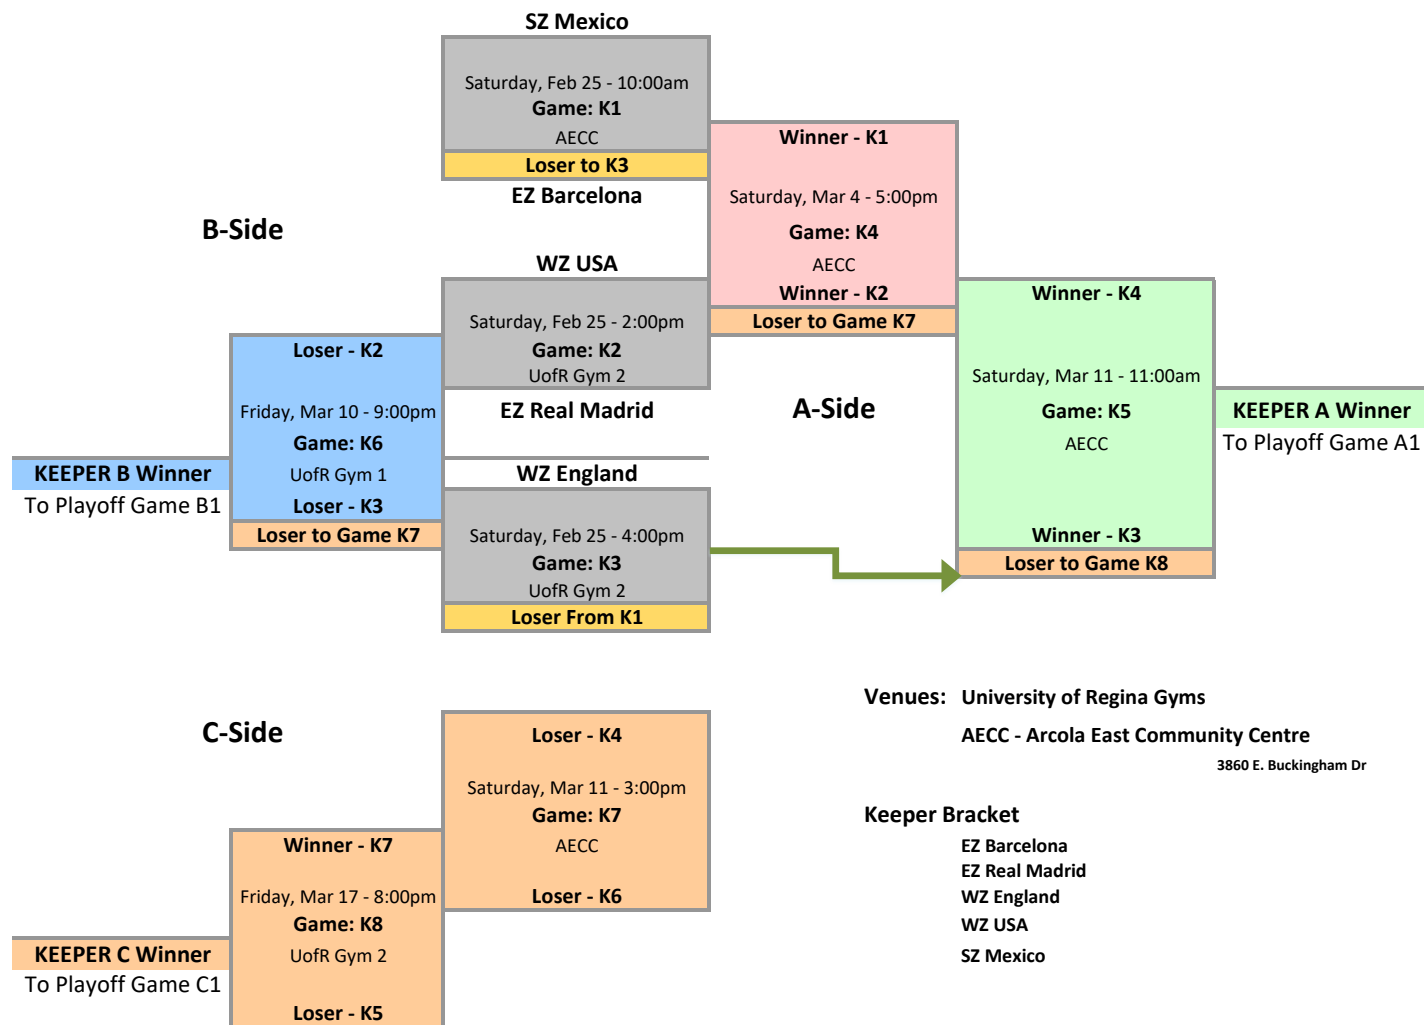 SZ Mexico
Saturday, Feb 25 - 10:00am
Game: K1
AECC
Loser to K3
EZ Barcelona
Winner - K1
Saturday, Mar 4 - 5:00pm
Game: K4
AECC
Winner - K2
Loser to Game K7
B-Side
WZ USA
Saturday, Feb 25 - 2:00pm
Game: K2
UofR Gym 2
EZ Real Madrid
A-Side
Winner - K4
Saturday, Mar 11 - 11:00am
Game: K5
AECC
Winner - K3
Loser to Game K8
KEEPER A Winner
To Playoff Game A1
Loser - K2
Friday, Mar 10 - 9:00pm
Game: K6
UofR Gym 1
Loser - K3
Loser to Game K7
KEEPER B Winner
To Playoff Game B1
WZ England
Saturday, Feb 25 - 4:00pm
Game: K3
UofR Gym 2
Loser From K1
C-Side
Loser - K4
Saturday, Mar 11 - 3:00pm
Game: K7
AECC
Loser - K6
Winner - K7
Friday, Mar 17 - 8:00pm
Game: K8
UofR Gym 2
Loser - K5
KEEPER C Winner
To Playoff Game C1
Venues: University of Regina Gyms
AECC - Arcola East Community Centre
3860 E. Buckingham Dr
Keeper Bracket
EZ Barcelona
EZ Real Madrid
WZ England
WZ USA
SZ Mexico